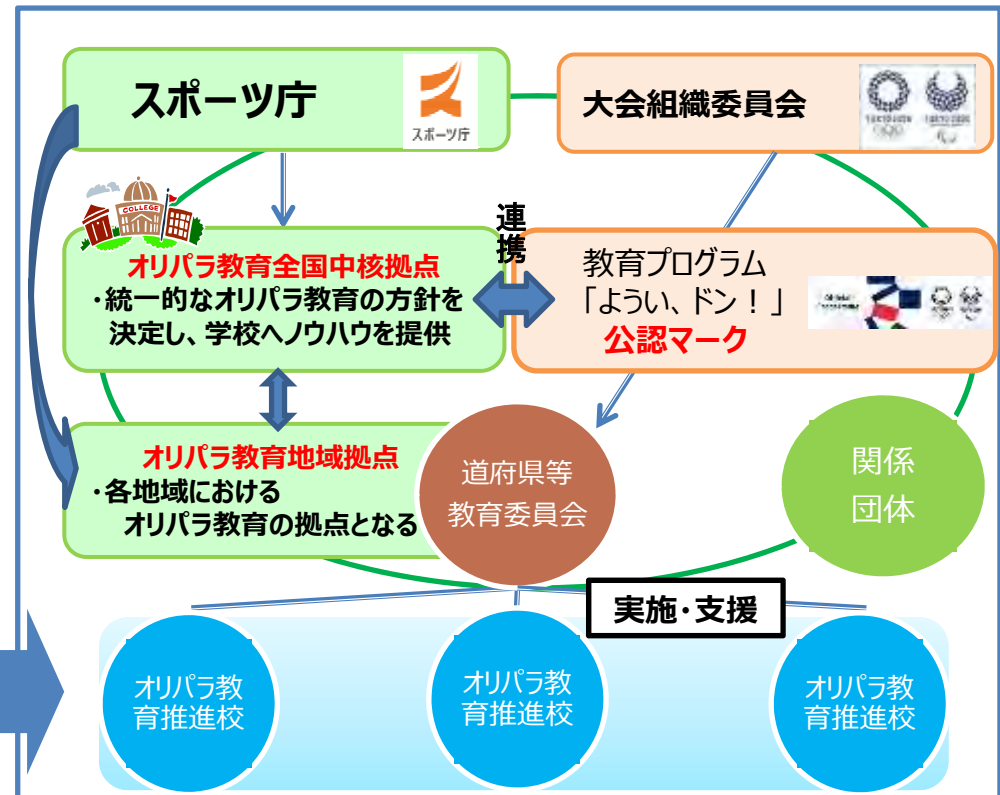 スポーツ庁
スポーツ庁
大会組織委員会
TOKYO 2020
TOKYO 2020
COLLEGE
連携
オリパラ教育全国中核拠点
・統一的なオリパラ教育の方針を
決定し、学校へノウハウを提供
教育プログラム
「ようい、ドン！」
公認マーク
オリパラ教育地域拠点
・各地域における
オリパラ教育の拠点となる
道府県等
教育委員会
関係
団体
実施・支援
オリパラ教
育推進校
オリパラ教
育推進校
オリパラ教
育推進校